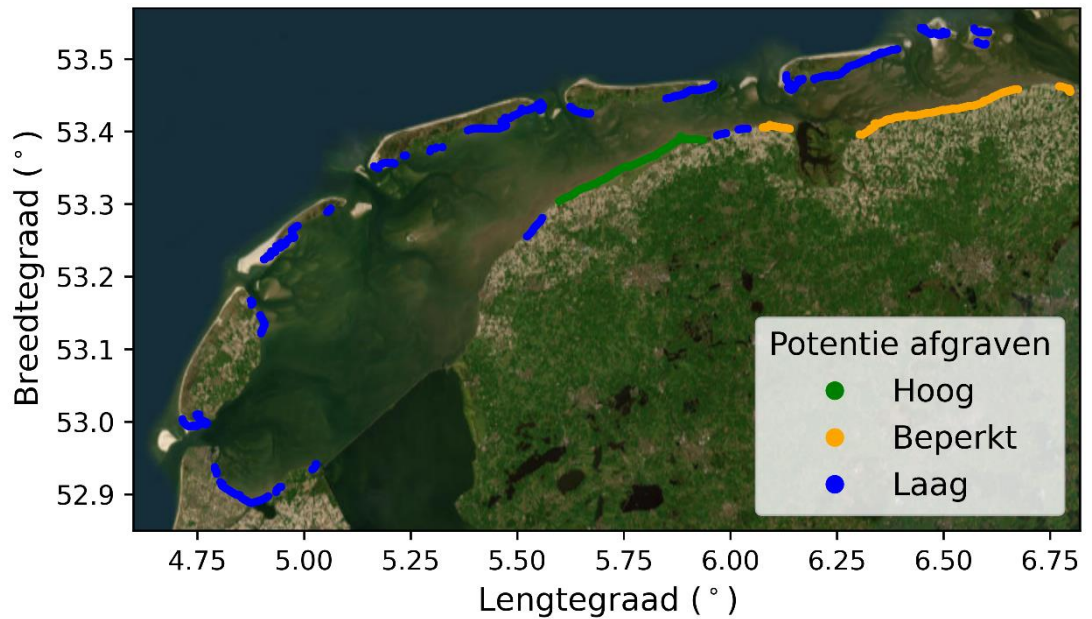 53.5
53.4
53.3
53.2
53.1
53.0
52.9
Breedtegraad (°)
4.75 5.00 5.25 5.50 5.75 6.00 6.25 6.50 6.75
Lengtegraad (°)
Potentie afgraven
Hoog
Beperkt
Laag